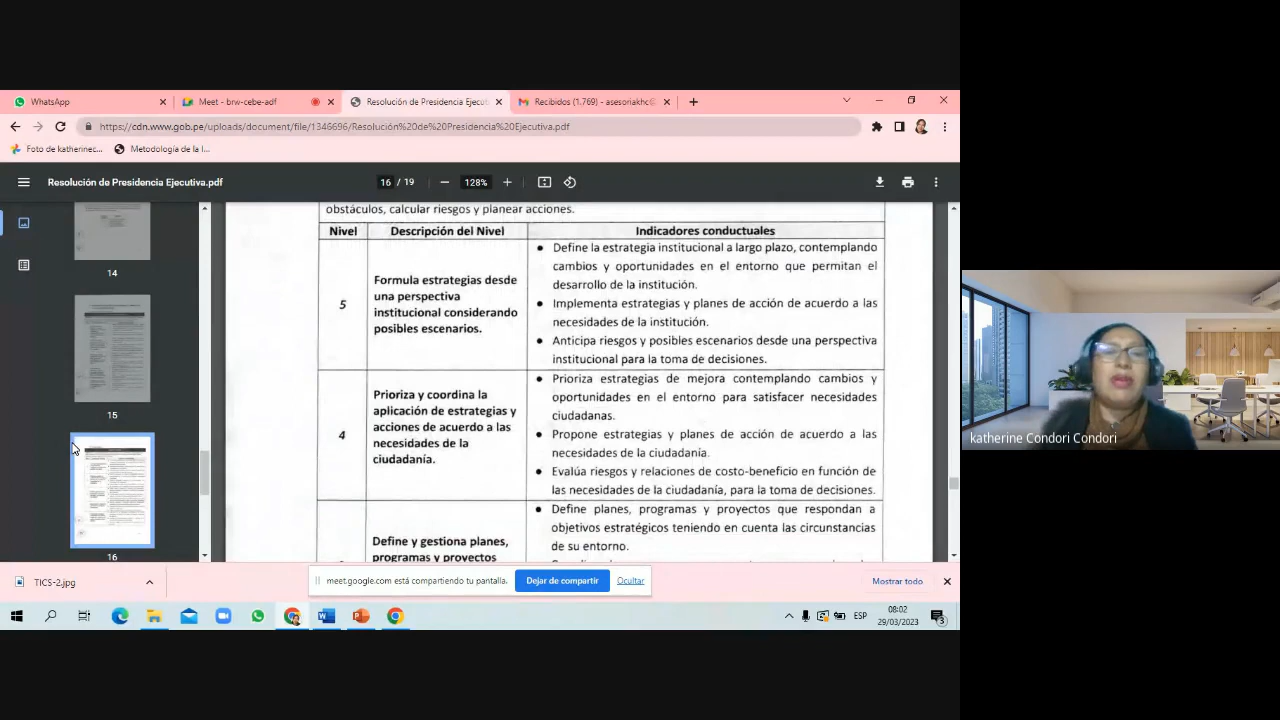 WhatsApp
Meet - brw-cebe-adf
Resolución de Presidencia Ejecuti
Recibidos (1.769) - asesoriakhc@
https://cdn.www.gob.pe/uploads/document/file/1346696/Resolución%20de%20Presidencia%20Ejecutiva.pdf
Foto de katherinec...
Metodología de la I...
Resolución de Presidencia Ejecutiva.pdf
16 / 19
128%
14
15
16
obstáculos, calcular riesgos y planear acciones.
Nivel
Descripción del Nivel
Indicadores conductuales
5
Formula estrategias desde
una perspectiva
institucional considerando
posibles escenarios.
● Define la estrategia institucional a largo plazo, contemplando
cambios y oportunidades en el entorno que permitan el
desarrollo de la institución.
● Implementa estrategias y planes de acción de acuerdo a las
necesidades de la institución.
● Anticipa riesgos y posibles escenarios desde una perspectiva
institucional para la toma de decisiones.
4
Prioriza y coordina la
aplicación de estrategias y
acciones de acuerdo a las
necesidades de la
ciudadanía.
● Prioriza estrategias de mejora contemplando cambios y
oportunidades en el entorno para satisfacer necesidades
ciudadanas.
● Propone estrategias y planes de acción de acuerdo a las
necesidades de la ciudadanía.
● Evalúa riesgos y relaciones de costo-beneficio en función de
las necesidades de la ciudadanía, para la toma de decisiones.
Define y gestiona planes,
programas y proyectos
● Define planes, programas y proyectos que respondan a
objetivos estratégicos teniendo en cuenta las circunstancias
de su entorno.
katherine Condori Condori
TICS-2.jpg
meet.google.com está compartiendo tu pantalla.
Dejar de compartir
Ocultar
Mostrar todo
ESP
08:02
29/03/2023
3